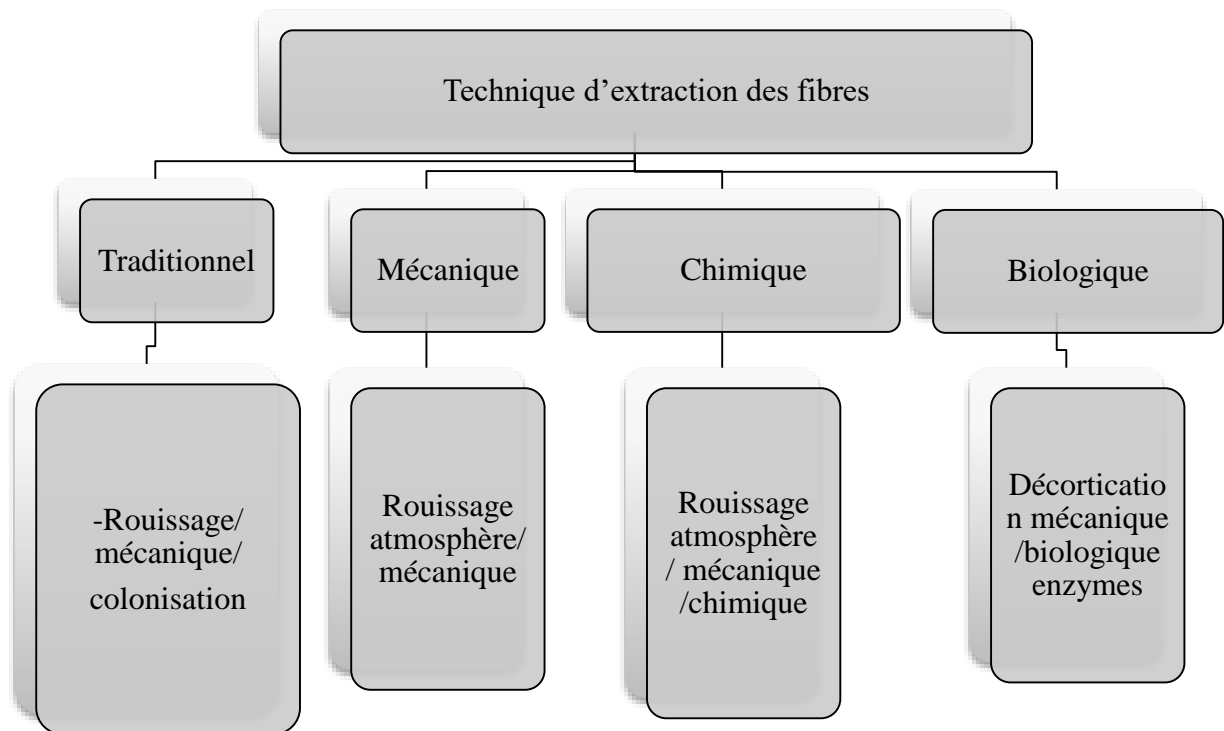 Technique d’extraction des fibres
Traditionnel
Mécanique
Chimique
Biologique
-Rouissage/
mécanique/
colonisation
Rouissage
atmosphère/
mécanique
Rouissage
atmosphère
/ mécanique
/chimique
Décorticatio
n mécanique
/biologique
enzymes